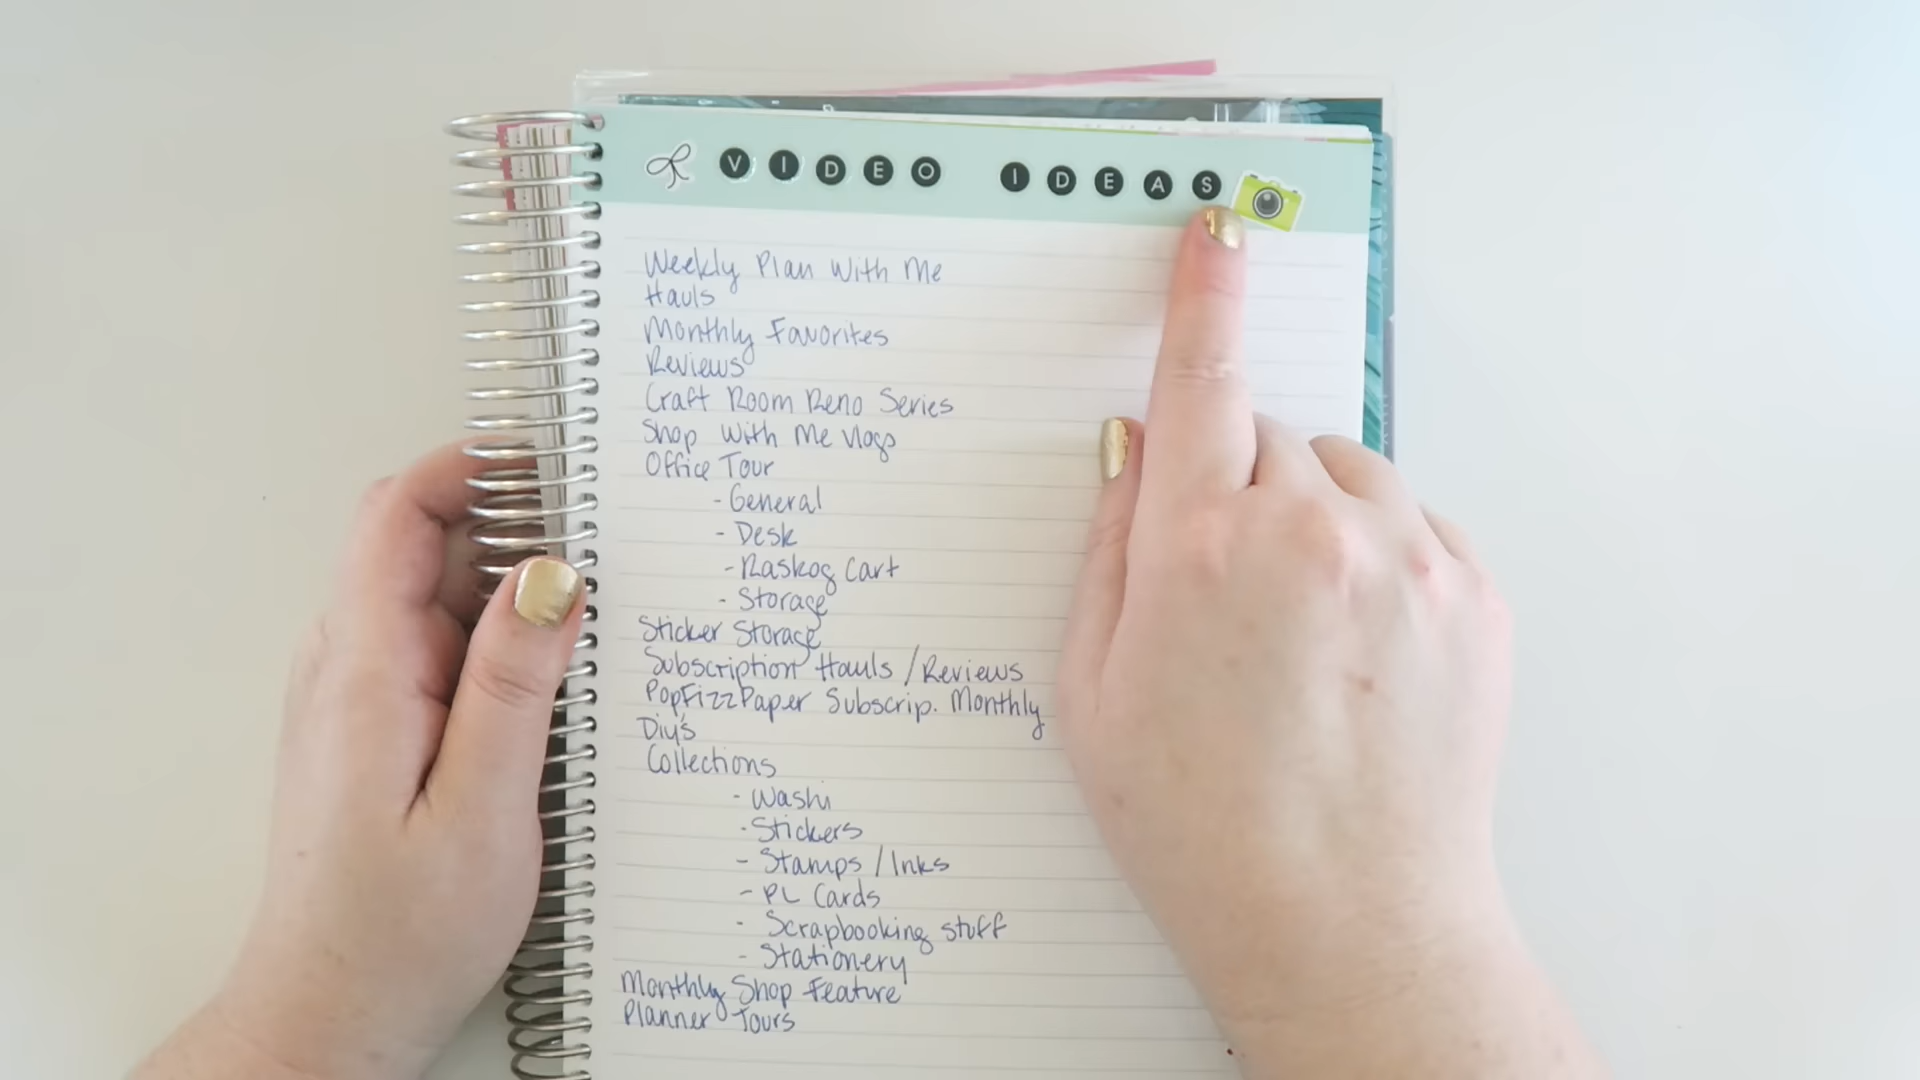 VIDEO IDEAS
Weekly Plan With Me
Hauls
Monthly Favorites
Reviews
Craft Room Reno Series
Shop With Me Vlogs
Office Tour
- General
- Desk
- Raskog Cart
- Storage
Sticker Storage
Subscription Hauls / Reviews
PopFizzPaper Subscrip. Monthly
Diy's
Collections
- Washi
- Stickers
- Stamps / Inks
- PL Cards
- Scrapbooking stuff
- Stationery
Monthly Shop Feature
Planner Tours